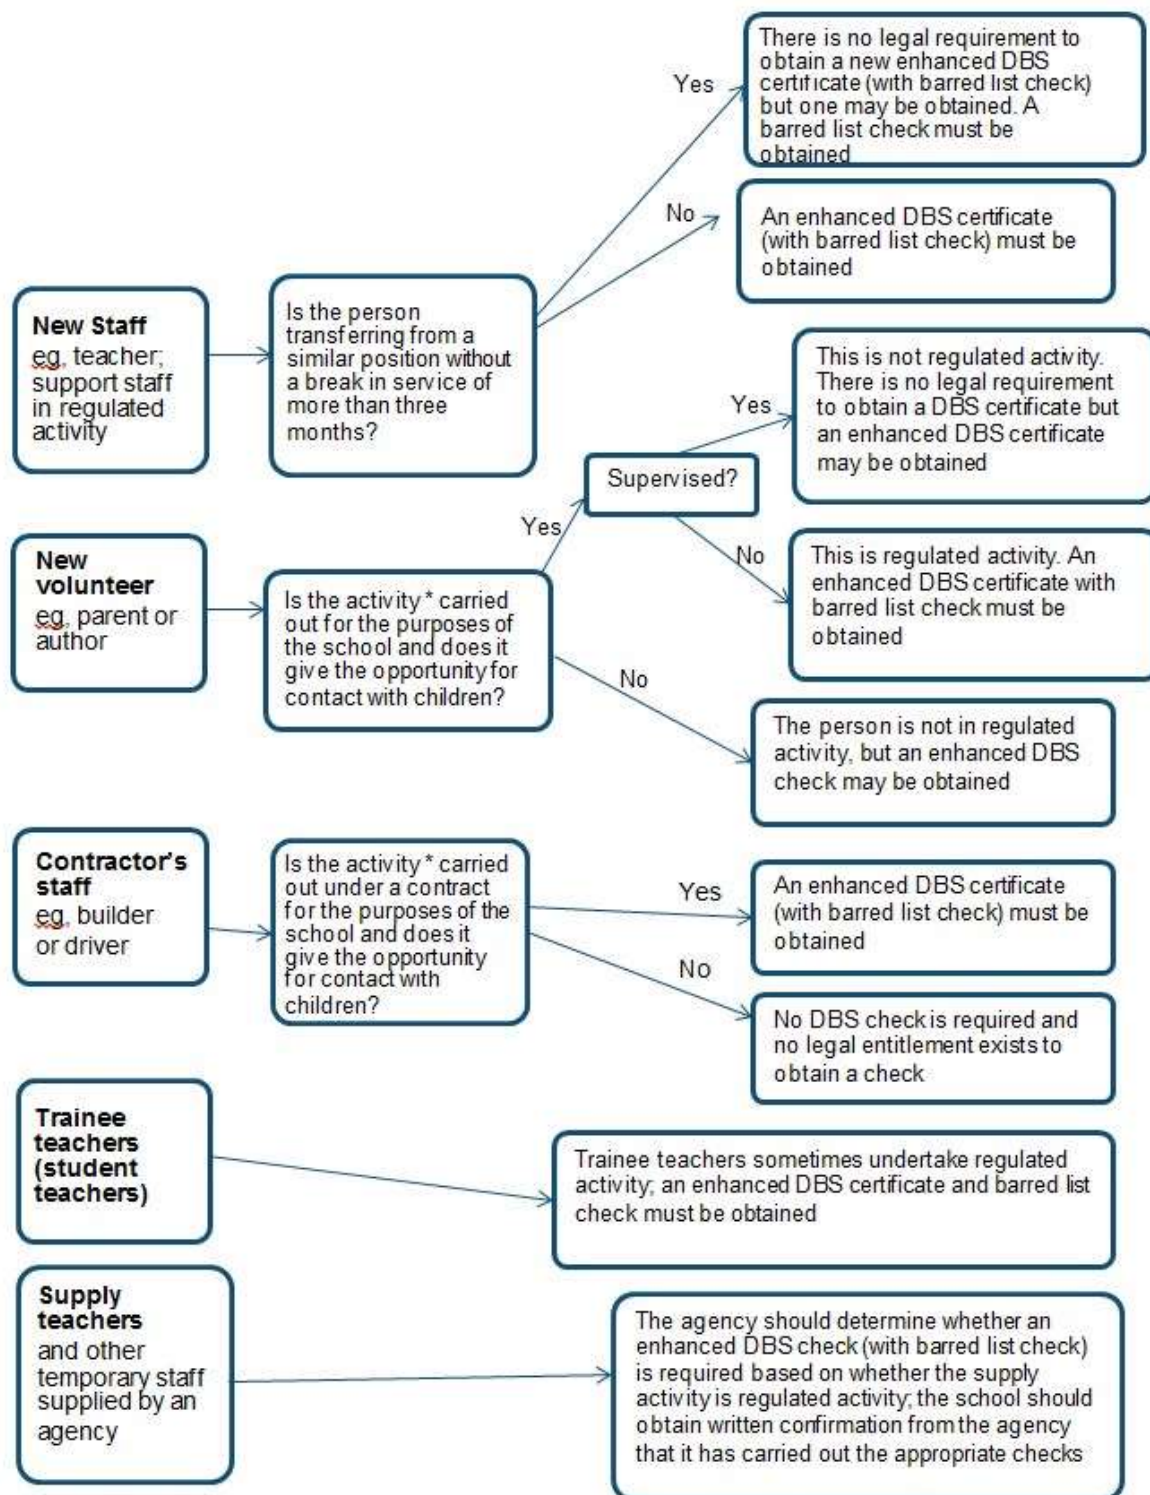 There is no legal requirement to
obtain a new enhanced DBS
certificate (with barred list check)
but one may be obtained. A
barred list check must be
obtained
Yes
No
An enhanced DBS certificate
(with barred list check) must be
obtained
New Staff
eg, teacher;
support staff
in regulated
activity
Is the person
transferring from a
similar position without
a break in service of
more than three
months?
This is not regulated activity.
There is no legal requirement
to obtain a DBS certificate but
an enhanced DBS certificate
may be obtained
Yes
Supervised?
Yes
No
This is regulated activity. An
enhanced DBS certificate with
barred list check must be
obtained
New
volunteer
eg, parent or
author
Is the activity * carried
out for the purposes of
the school and does it
give the opportunity for
contact with children?
No
The person is not in regulated
activity, but an enhanced DBS
check may be obtained
Contractor's
staff
eg, builder
or driver
Is the activity * carried
out under a contract
for the purposes of the
school and does it
give the opportunity
for contact with
children?
Yes
An enhanced DBS certificate
(with barred list check) must be
obtained
No
No DBS check is required and
no legal entitlement exists to
obtain a check
Trainee
teachers
(student
teachers)
Trainee teachers sometimes undertake regulated
activity; an enhanced DBS certificate and barred list
check must be obtained
Supply
teachers
and other
temporary staff
supplied by an
agency
The agency should determine whether an
enhanced DBS check (with barred list check)
is required based on whether the supply
activity is regulated activity; the school should
obtain written confirmation from the agency
that it has carried out the appropriate checks